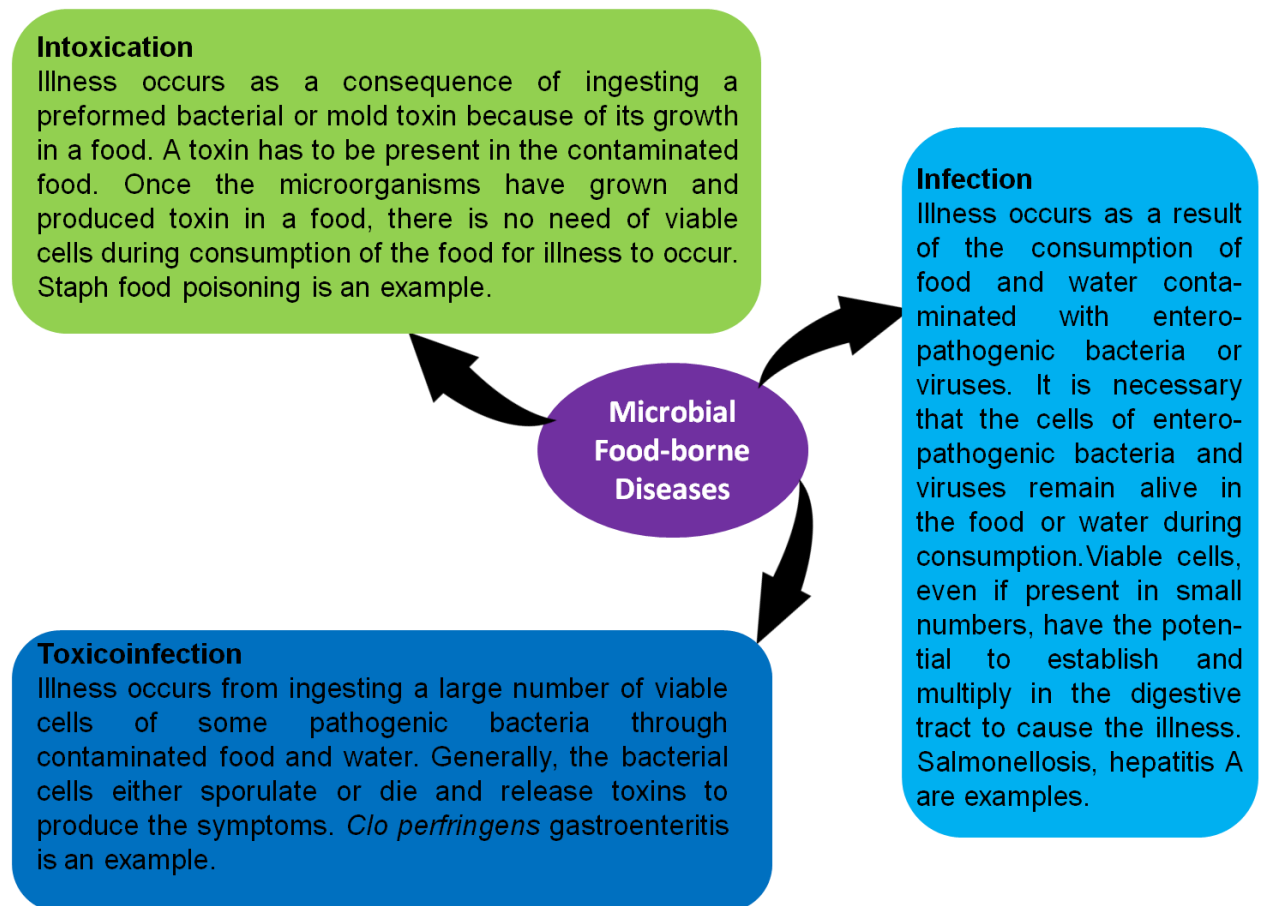 Intoxication
Illness occurs as a consequence of ingesting a
preformed bacterial or mold toxin because of its growth
in a food. A toxin has to be present in the contaminated
food. Once the microorganisms have grown and
produced toxin in a food, there is no need of viable
cells during consumption of the food for illness to occur.
Staph food poisoning is an example.
Infection
Illness occurs as a result
of the consumption of
food and water conta-
minated with entero-
pathogenic bacteria or
viruses. It is necessary
that the cells of entero-
pathogenic bacteria and
viruses remain alive in
the food or water during
consumption.Viable cells,
even if present in small
numbers, have the poten-
tial to establish and
multiply in the digestive
tract to cause the illness.
Salmonellosis, hepatitis A
are examples.
Microbial
Food-borne
Diseases
Toxicoinfection
Illness occurs from ingesting a large number of viable
cells of some pathogenic bacteria through
contaminated food and water. Generally, the bacterial
cells either sporulate or die and release toxins to
produce the symptoms. Clo perfringens gastroenteritis
is an example.